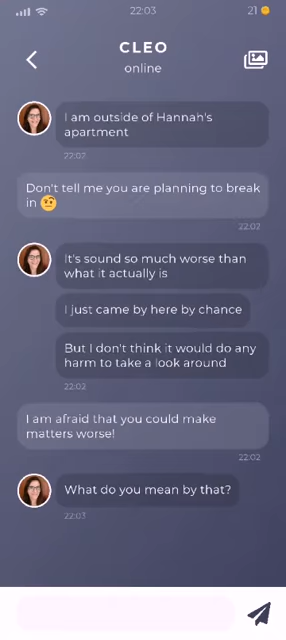 22:03
21
CLEO
online
I am outside of Hannah's
apartment
22:02
Don't tell me you are planning to break
in 🤨
22:02
It's sound so much worse than
what it actually is
I just came by here by chance
But I don't think it would do any
harm to take a look around
22:02
I am afraid that you could make
matters worse!
22:02
What do you mean by that?
22:03